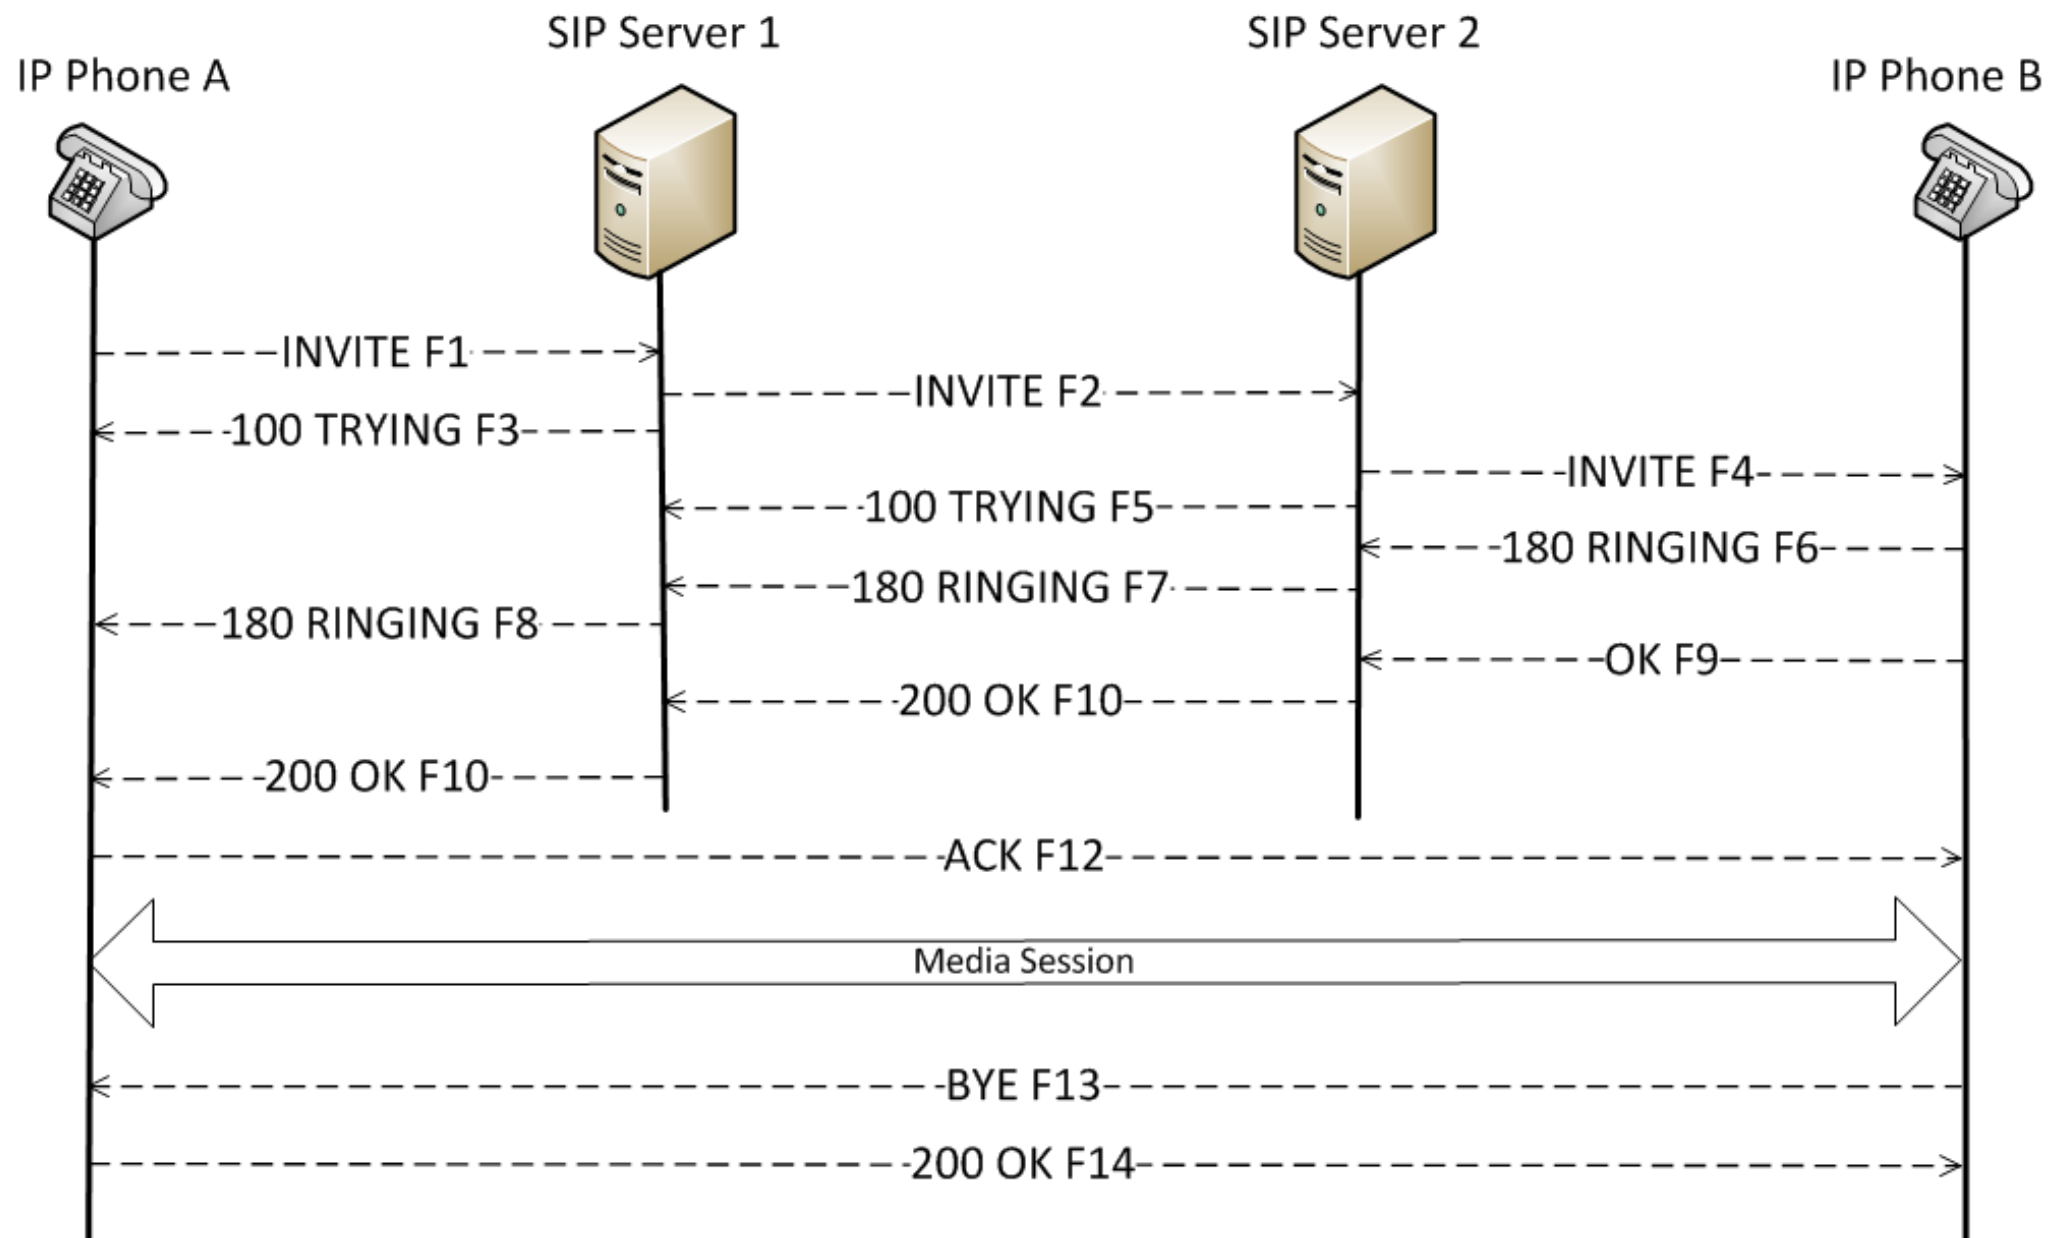 SIP Server 1
SIP Server 2
IP Phone A
IP Phone B
INVITE F1
INVITE F2
100 TRYING F3
INVITE F4
100 TRYING F5
180 RINGING F6
180 RINGING F7
180 RINGING F8
OK F9
200 OK F10
200 OK F10
ACK F12
Media Session
BYE F13
200 OK F14